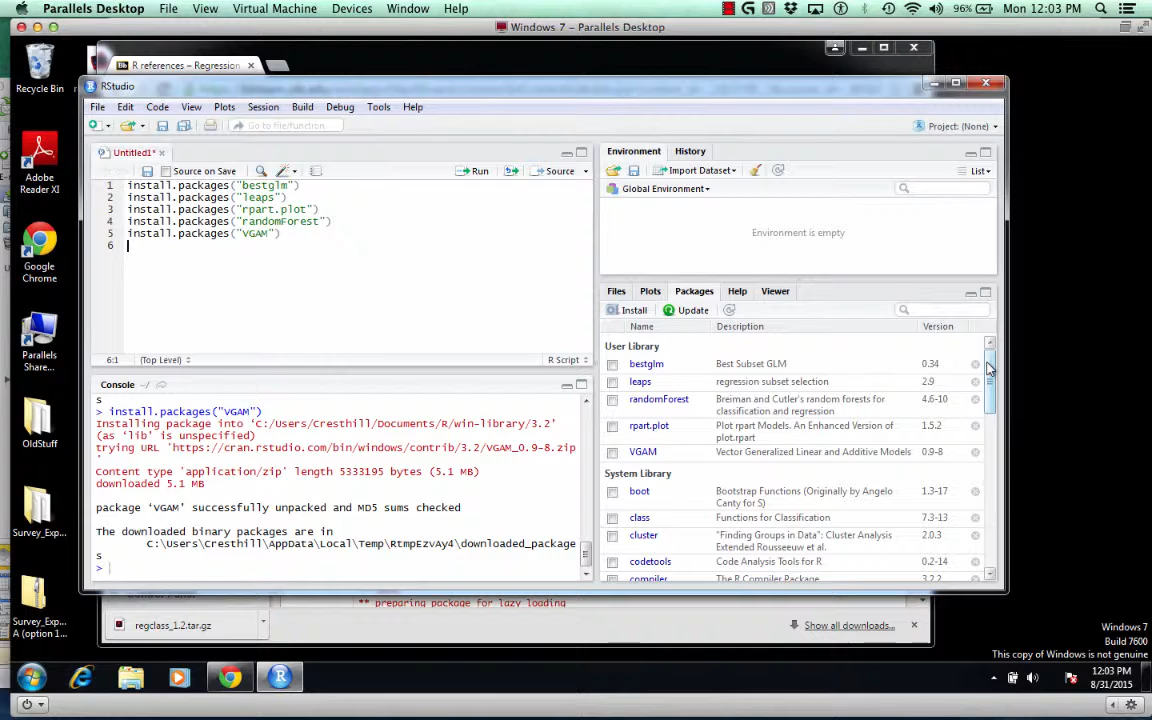 Parallels Desktop File View Virtual Machine Devices Window Help 96% Mon 12:03 PM
Windows 7 – Parallels Desktop
Recycle Bin
Adobe
Reader XI
Google
Chrome
Parallels
Share...
OldStuff
Survey_Exp...
Survey_Exp...
A (option 1...
R references – Regression
RStudio
File Edit Code View Plots Session Build Debug Tools Help
Go to file/function
Project: (None)
Untitled1*
Source on Save
Run
Source
1 install.packages("bestglm")
2 install.packages("leaps")
3 install.packages("rpart.plot")
4 install.packages("randomForest")
5 install.packages("VGAM")
6
6:1 (Top Level) R Script
Console ~/
s
> install.packages("VGAM")
Installing package into ‘C:/Users/Cresthill/Documents/R/win-library/3.2’
(as ‘lib’ is unspecified)
trying URL 'https://cran.rstudio.com/bin/windows/contrib/3.2/VGAM_0.9-8.zip
'
Content type 'application/zip' length 5333195 bytes (5.1 MB)
downloaded 5.1 MB
package ‘VGAM’ successfully unpacked and MD5 sums checked
The downloaded binary packages are in
C:\Users\Cresthill\AppData\Local\Temp\RtmpEzvAy4\downloaded_package
s
>
Environment History
Import Dataset List
Global Environment
Environment is empty
Files Plots Packages Help Viewer
Install Update
Name Description Version
User Library
bestglm Best Subset GLM 0.34
leaps regression subset selection 2.9
randomForest Breiman and Cutler's random forests for 4.6-10
classification and regression
rpart.plot Plot rpart Models. An Enhanced Version of 1.5.2
plot.rpart
VGAM Vector Generalized Linear and Additive Models 0.9-8
System Library
boot Bootstrap Functions (Originally by Angelo 1.3-17
Canty for S)
class Functions for Classification 7.3-13
cluster "Finding Groups in Data": Cluster Analysis 2.0.3
Extended Rousseeuw et al.
codetools Code Analysis Tools for R 0.2-14
compiler The R Compiler Package 3.2.2
** preparing package for lazy loading
regclass_1.2.tar.gz
Show all downloads...
Windows 7
Build 7600
This copy of Windows is not genuine
12:03 PM
8/31/2015